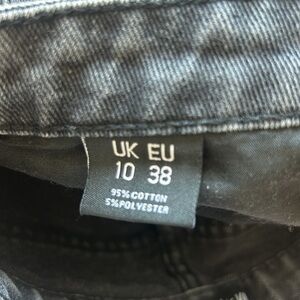 UK EU
10 38
95% COTTON
5% POLYESTER